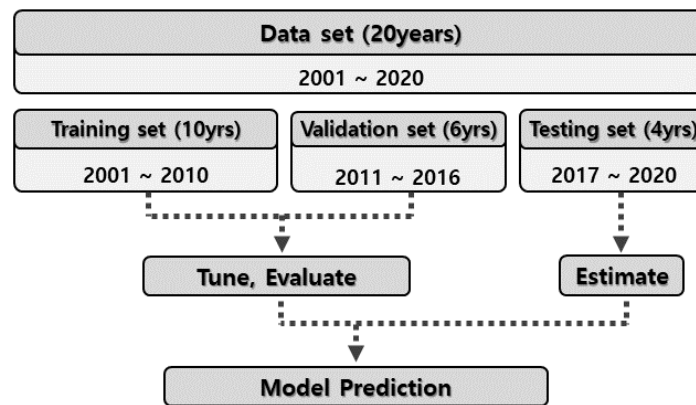 Data set (20years)
2001 ~ 2020
Training set (10yrs)
Validation set (6yrs)
Testing set (4yrs)
2001 ~ 2010
2011 ~ 2016
2017 ~ 2020
Tune, Evaluate
Estimate
Model Prediction